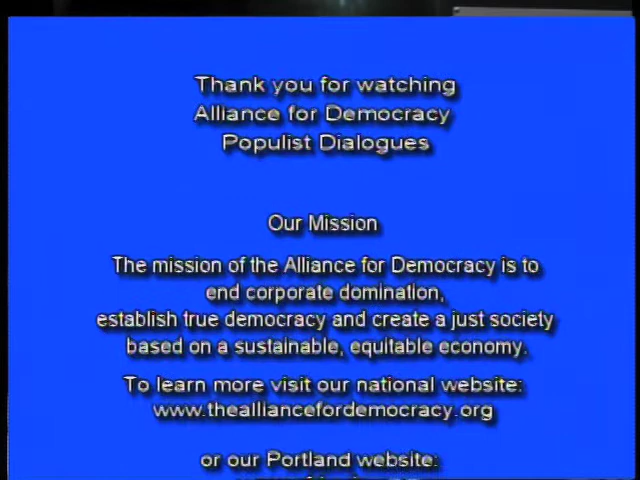 Thank you for watching
Alliance for Democracy
Populist Dialogues
Our Mission
The mission of the Alliance for Democracy is to
end corporate domination,
establish true democracy and create a just society
based on a sustainable, equitable economy.
To learn more visit our national website:
www.thealliancefordemocracy.org
or our Portland website: